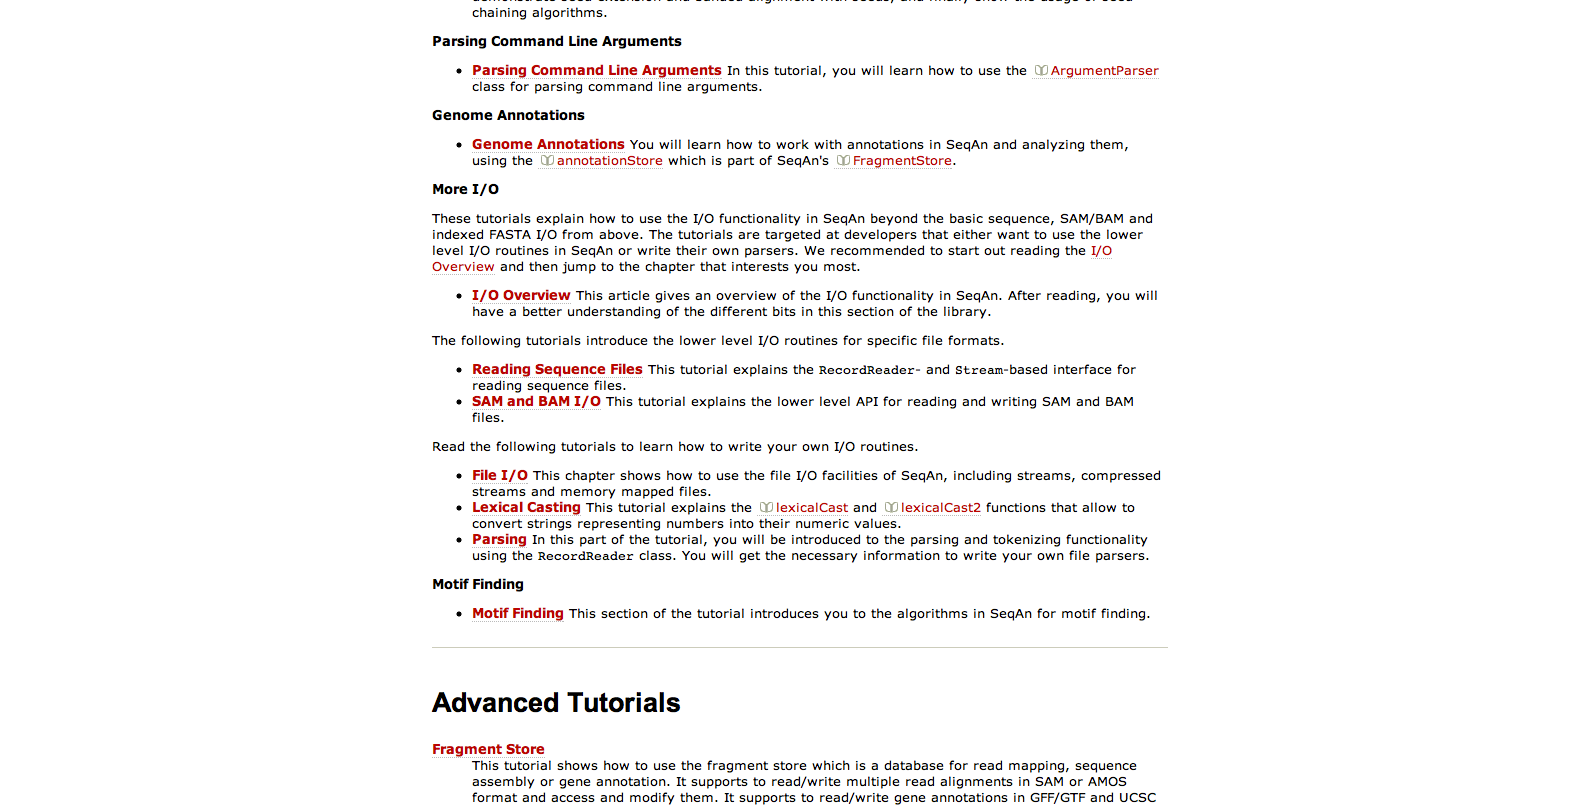 chaining algorithms.
Parsing Command Line Arguments
• Parsing Command Line Arguments In this tutorial, you will learn how to use the ArgumentParser
class for parsing command line arguments.
Genome Annotations
• Genome Annotations You will learn how to work with annotations in SeqAn and analyzing them,
using the annotationStore which is part of SeqAn's FragmentStore.
More I/O
These tutorials explain how to use the I/O functionality in SeqAn beyond the basic sequence, SAM/BAM and
indexed FASTA I/O from above. The tutorials are targeted at developers that either want to use the lower
level I/O routines in SeqAn or write their own parsers. We recommended to start out reading the I/O
Overview and then jump to the chapter that interests you most.
• I/O Overview This article gives an overview of the I/O functionality in SeqAn. After reading, you will
have a better understanding of the different bits in this section of the library.
The following tutorials introduce the lower level I/O routines for specific file formats.
• Reading Sequence Files This tutorial explains the RecordReader- and Stream-based interface for
reading sequence files.
• SAM and BAM I/O This tutorial explains the lower level API for reading and writing SAM and BAM
files.
Read the following tutorials to learn how to write your own I/O routines.
• File I/O This chapter shows how to use the file I/O facilities of SeqAn, including streams, compressed
streams and memory mapped files.
• Lexical Casting This tutorial explains the lexicalCast and lexicalCast2 functions that allow to
convert strings representing numbers into their numeric values.
• Parsing In this part of the tutorial, you will be introduced to the parsing and tokenizing functionality
using the RecordReader class. You will get the necessary information to write your own file parsers.
Motif Finding
• Motif Finding This section of the tutorial introduces you to the algorithms in SeqAn for motif finding.
Advanced Tutorials
Fragment Store
This tutorial shows how to use the fragment store which is a database for read mapping, sequence
assembly or gene annotation. It supports to read/write multiple read alignments in SAM or AMOS
format and access and modify them. It supports to read/write gene annotations in GFF/GTF and UCSC